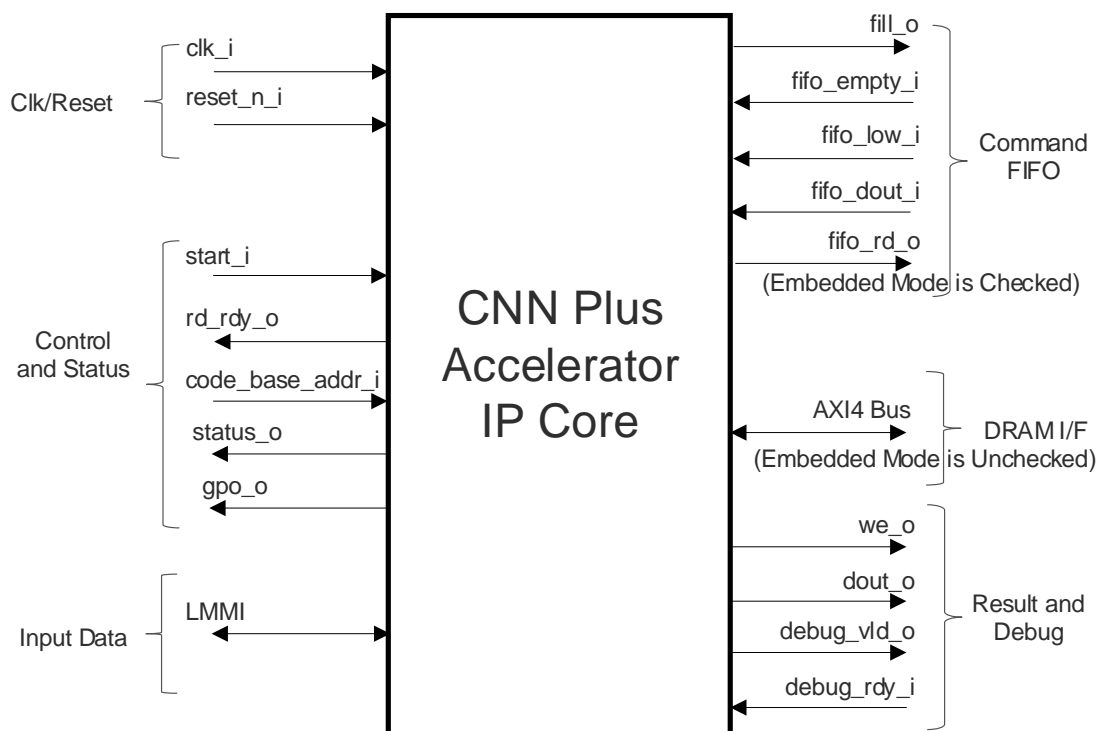 Clk/Reset
clk_i
reset_n_i
Control
and Status
start_i
rd_rdy_o
code_base_addr_i
status_o
gpo_o
Input Data
LMMI
CNN Plus
Accelerator
IP Core
fill_o
fifo_empty_i
fifo_low_i
fifo_dout_i
fifo_rd_o
(Embedded Mode is Checked)
Command
FIFO
AXI4 Bus
(Embedded Mode is Unchecked)
DRAM I/F
we_o
dout_o
debug_vld_o
debug_rdy_i
Result and
Debug